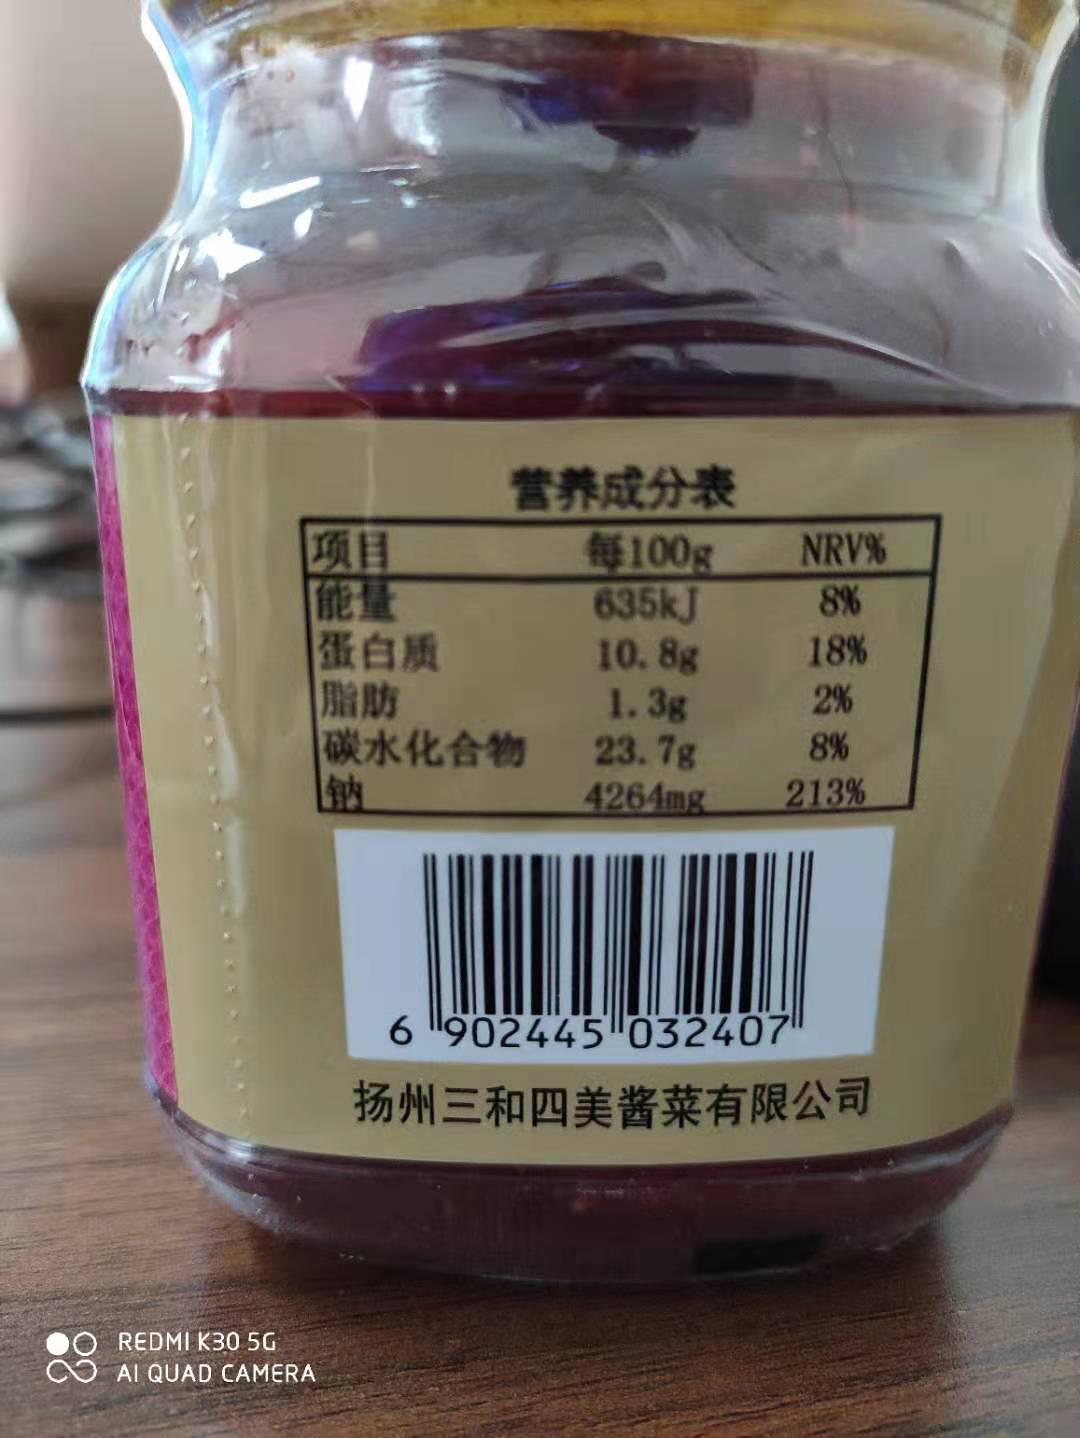 营养成分表
项目 每100g NRV%
能量 635kJ 8%
蛋白质 10.8g 18%
脂肪 1.3g 2%
碳水化合物 23.7g 8%
钠 4264mg 213%
6 902445 032407
扬州三和四美酱菜有限公司
REDMI K30 5G
AI QUAD CAMERA